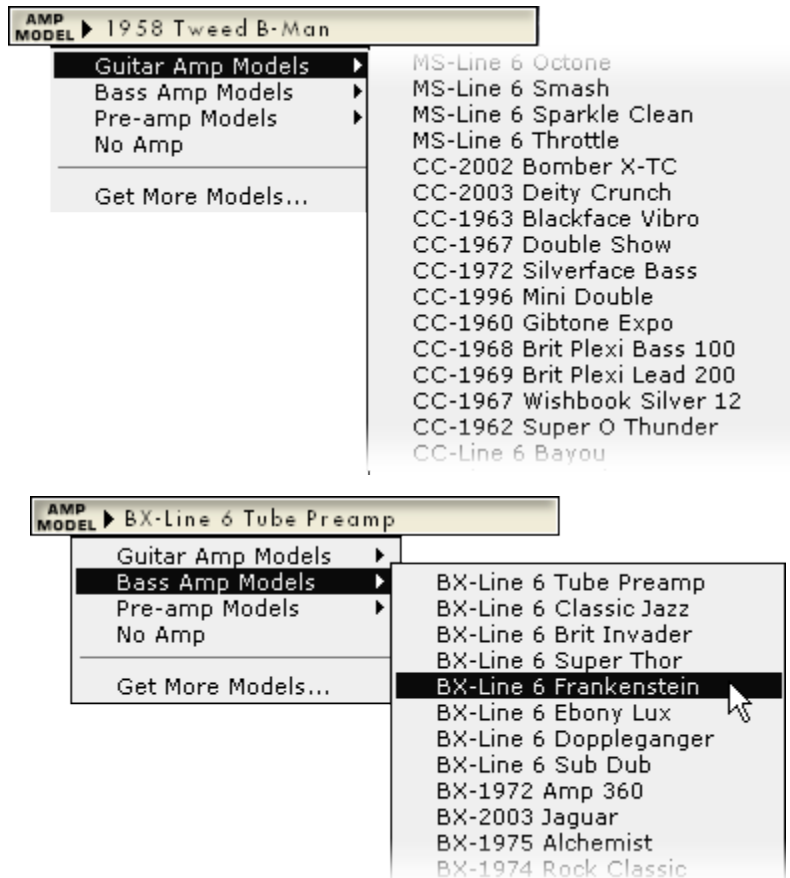 AMP MODEL 1958 Tweed B-Man
Guitar Amp Models
Bass Amp Models
Pre-amp Models
No Amp
Get More Models...
MS-Line 6 Octone
MS-Line 6 Smash
MS-Line 6 Sparkle Clean
MS-Line 6 Throttle
CC-2002 Bomber X-TC
CC-2003 Deity Crunch
CC-1963 Blackface Vibro
CC-1967 Double Show
CC-1972 Silverface Bass
CC-1996 Mini Double
CC-1960 Gibtone Expo
CC-1968 Brit Plexi Bass 100
CC-1969 Brit Plexi Lead 200
CC-1967 Wishbook Silver 12
CC-1962 Super O Thunder
CC-Line 6 Bayou
AMP MODEL BX-Line 6 Tube Preamp
Guitar Amp Models
Bass Amp Models
Pre-amp Models
No Amp
Get More Models...
BX-Line 6 Tube Preamp
BX-Line 6 Classic Jazz
BX-Line 6 Brit Invader
BX-Line 6 Super Thor
BX-Line 6 Frankenstein
BX-Line 6 Ebony Lux
BX-Line 6 Doppleganger
BX-Line 6 Sub Dub
BX-1972 Amp 360
BX-2003 Jaguar
BX-1975 Alchemist
BX-1974 Rock Classic